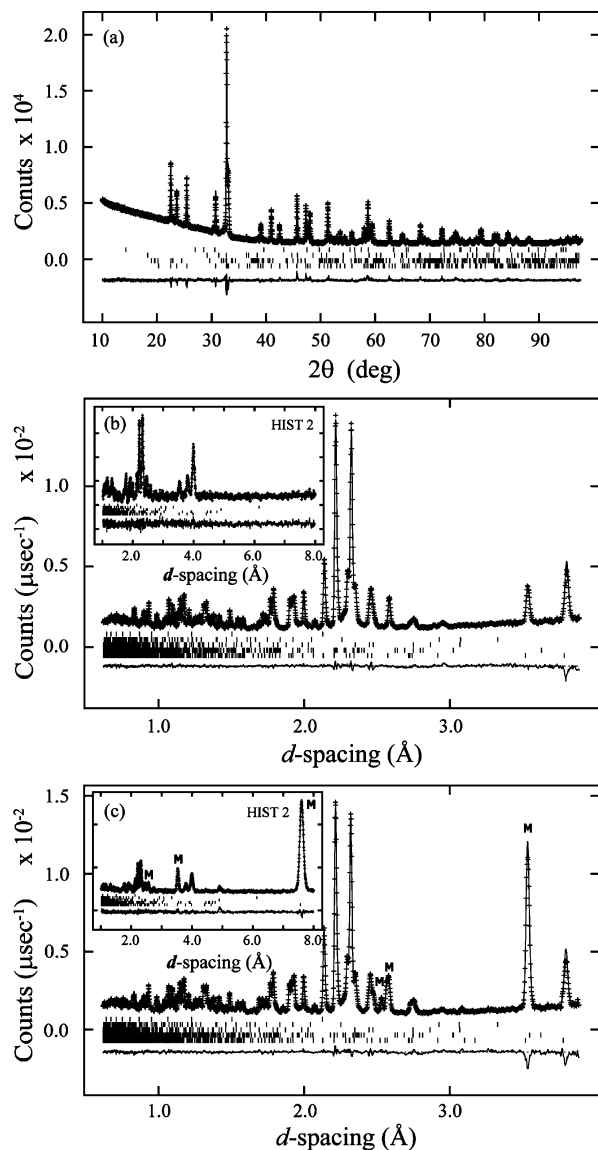 (a)
2.0
1.5
1.0
0.5
0.0
Conuts x 10⁴
10 20 30 40 50 60 70 80 90
2θ (deg)
(b)
HIST 2
2.0 4.0 6.0 8.0
d-spacing (Å)
1.0
0.5
0.0
Counts (μsec⁻¹) x 10⁻²
1.0 2.0 3.0
d-spacing (Å)
(c)
HIST 2
M
M
M
2.0 4.0 6.0 8.0
d-spacing (Å)
M
M
M
1.5
1.0
0.5
0.0
Counts (μsec⁻¹) x 10⁻²
1.0 2.0 3.0
d-spacing (Å)